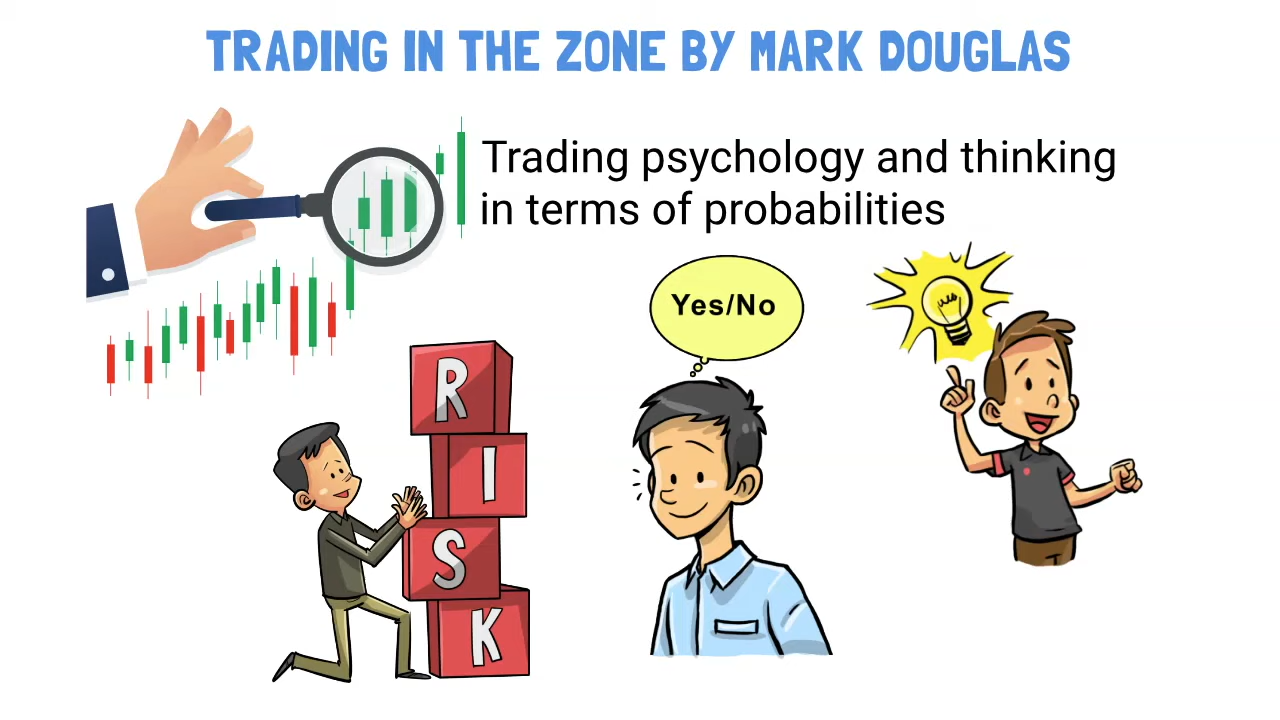 TRADING IN THE ZONE BY MARK DOUGLAS
Trading psychology and thinking
in terms of probabilities
Yes/No
R
I
S
K